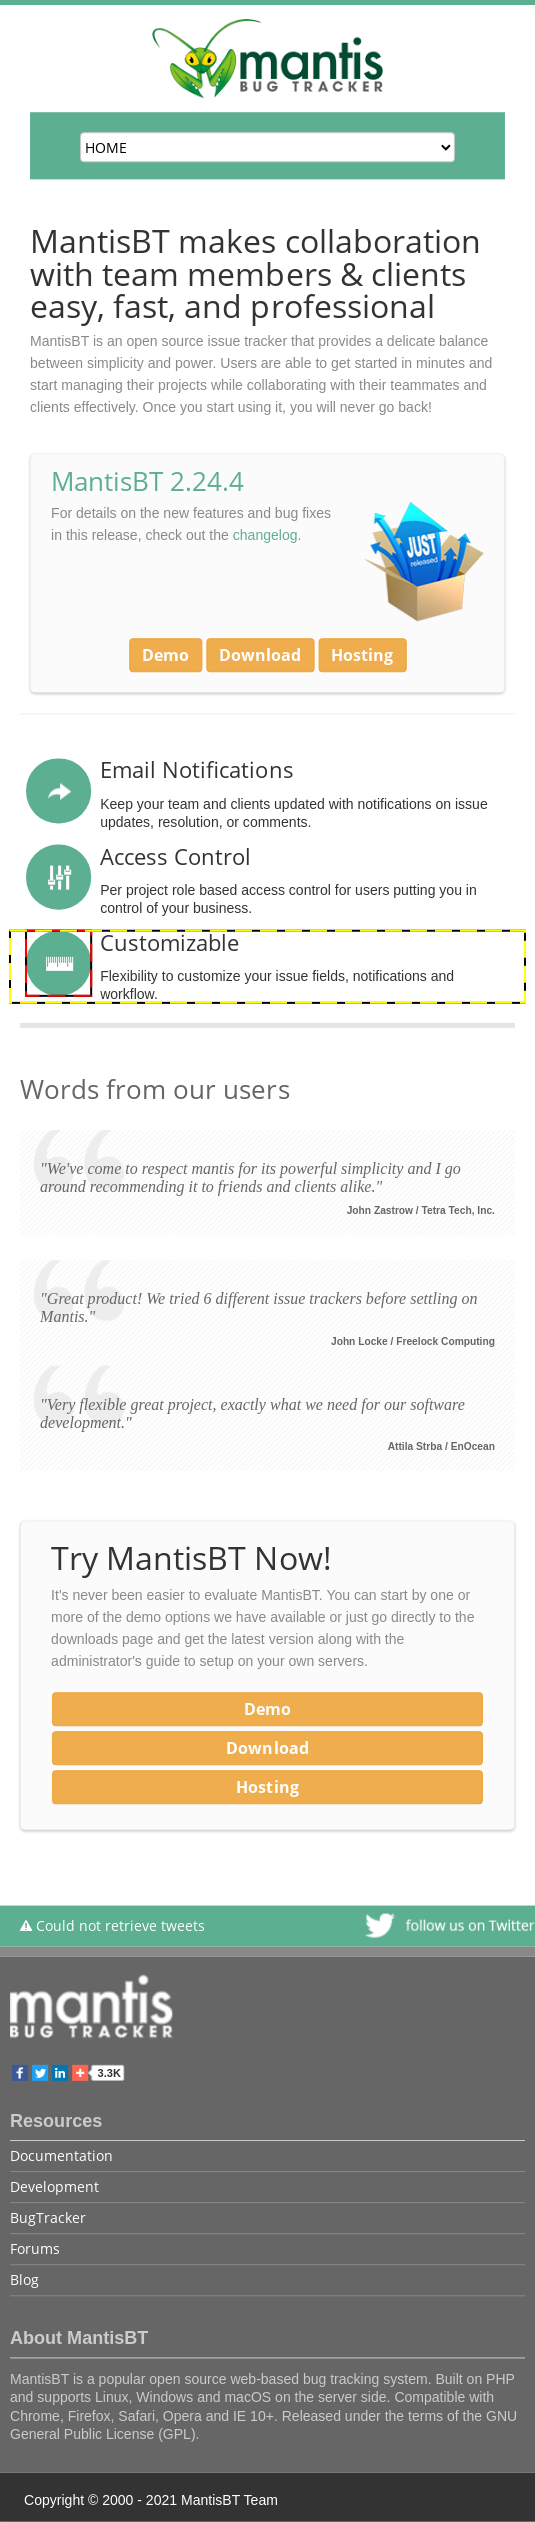 mantis
BUG TRACKER
HOME
MantisBT makes collaboration
with team members & clients
easy, fast, and professional
MantisBT is an open source issue tracker that provides a delicate balance
between simplicity and power. Users are able to get started in minutes and
start managing their projects while collaborating with their teammates and
clients effectively. Once you start using it, you will never go back!
MantisBT 2.24.4
For details on the new features and bug fixes
in this release, check out the changelog.
JUST
released
Demo Download Hosting
Email Notifications
Keep your team and clients updated with notifications on issue
updates, resolution, or comments.
Access Control
Per project role based access control for users putting you in
control of your business.
Customizable
Flexibility to customize your issue fields, notifications and
workflow.
Words from our users
"We've come to respect mantis for its powerful simplicity and I go
around recommending it to friends and clients alike."
John Zastrow / Tetra Tech, Inc.
"Great product! We tried 6 different issue trackers before settling on
Mantis."
John Locke / Freelock Computing
"Very flexible great project, exactly what we need for our software
development."
Attila Strba / EnOcean
Try MantisBT Now!
It's never been easier to evaluate MantisBT. You can start by one or
more of the demo options we have available or just go directly to the
downloads page and get the latest version along with the
administrator's guide to setup on your own servers.
Demo
Download
Hosting
Could not retrieve tweets follow us on Twitter
mantis
BUG TRACKER
3.3K
Resources
Documentation
Development
BugTracker
Forums
Blog
About MantisBT
MantisBT is a popular open source web-based bug tracking system. Built on PHP
and supports Linux, Windows and macOS on the server side. Compatible with
Chrome, Firefox, Safari, Opera and IE 10+. Released under the terms of the GNU
General Public License (GPL).
Copyright © 2000 - 2021 MantisBT Team